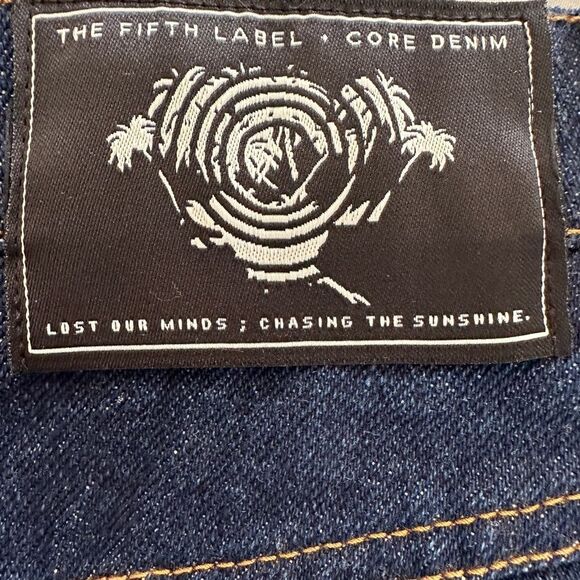 THE FIFTH LABEL • CORE DENIM
LOST OUR MINDS ; CHASING THE SUNSHINE.